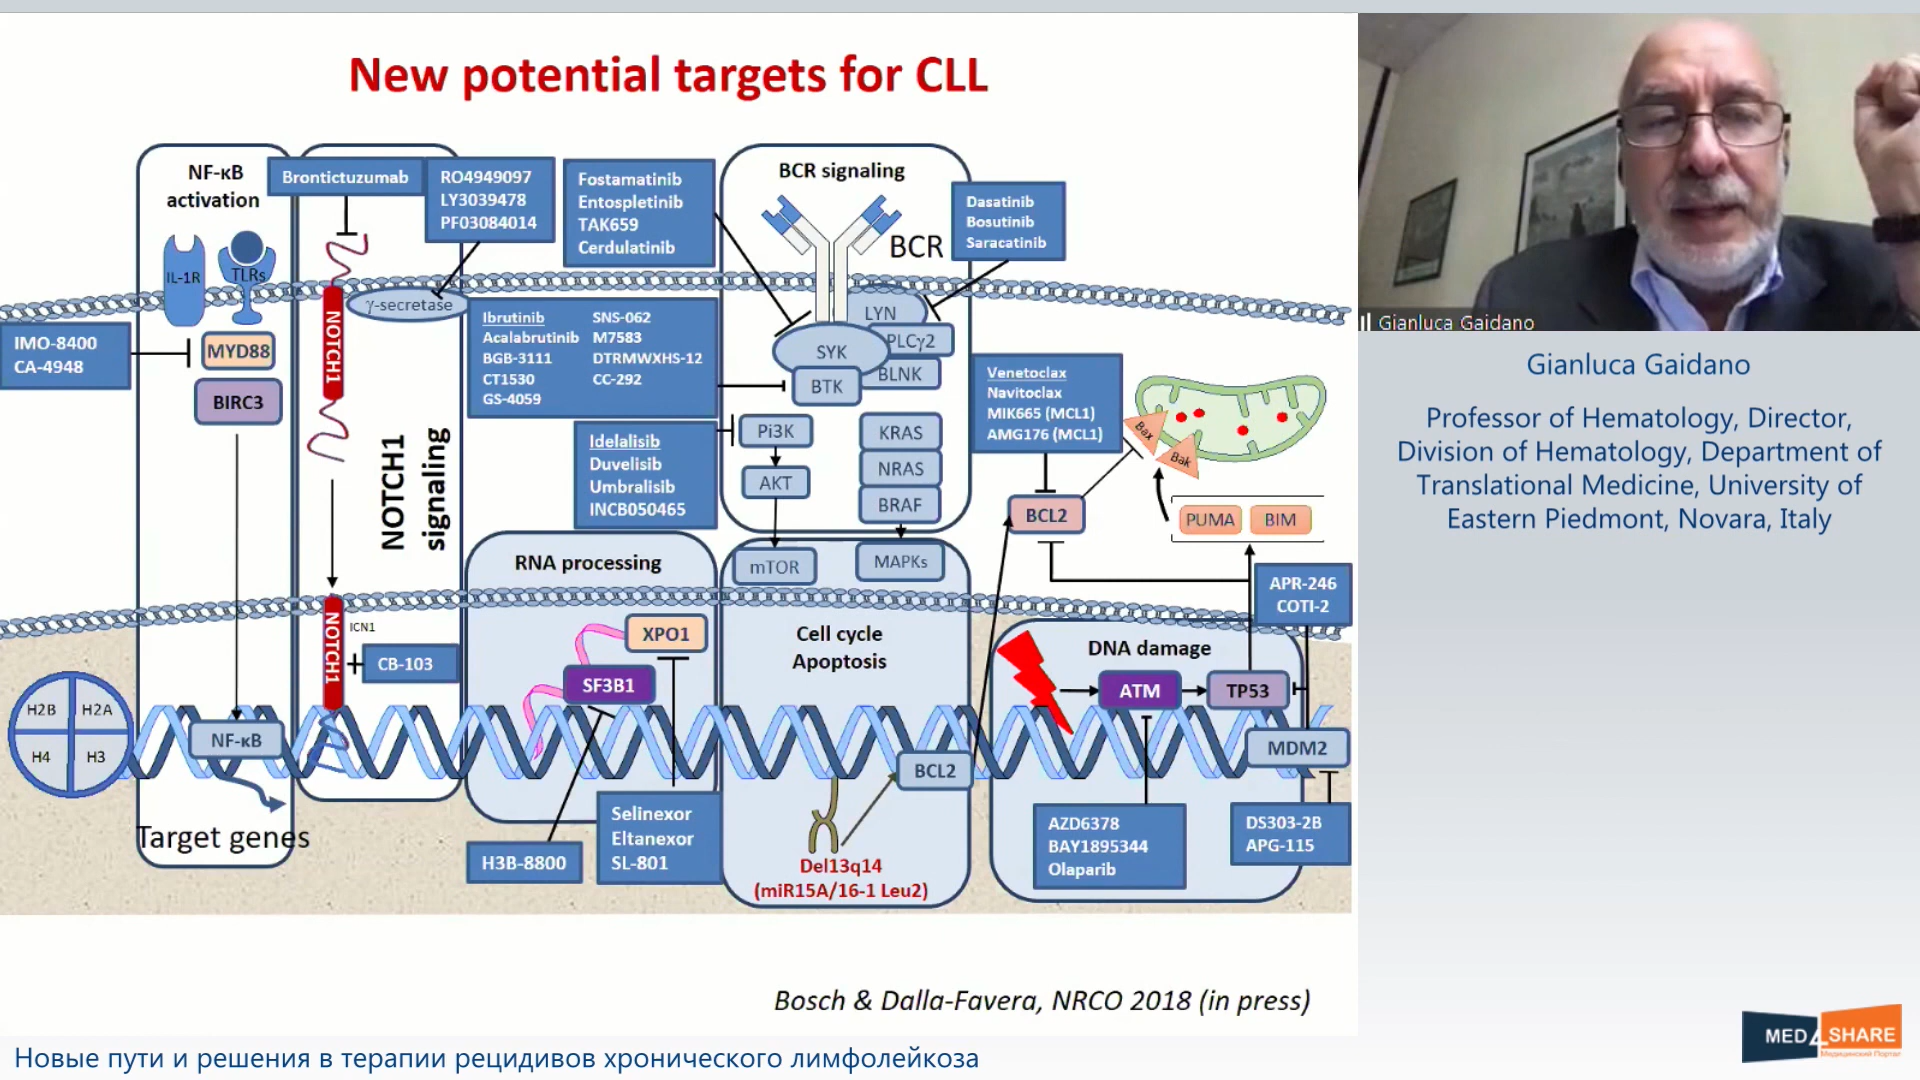 New potential targets for CLL
NF-κB
activation
Brontictuzumab
RO4949097
LY3039478
PF03084014
Fostamatinib
Entospletinib
TAK659
Cerdulatinib
BCR signaling
BCR
Dasatinib
Bosutinib
Saracatinib
IL-1R
TLRs
γ-secretase
NOTCH1
IMO-8400
CA-4948
MYD88
BIRC3
Ibrutinib
Acalabrutinib
BGB-3111
CT1530
GS-4059
SNS-062
M7583
DTRMWXHS-12
CC-292
LYN
SYK
PLCγ2
BTK
BLNK
Idelalisib
Duvelisib
Umbralisib
INCB050465
Pi3K
AKT
mTOR
KRAS
NRAS
BRAF
MAPKs
Venetoclax
Navitoclax
MIK665 (MCL1)
AMG176 (MCL1)
Bax
Bak
BCL2
PUMA
BIM
NOTCH1
signaling
RNA processing
XPO1
SF3B1
NOTCH1
ICN1
CB-103
Cell cycle
Apoptosis
APR-246
COTI-2
DNA damage
ATM
TP53
MDM2
H2B
H2A
H4
H3
NF-κB
Target genes
BCL2
H3B-8800
Selinexor
Eltanexor
SL-801
Del13q14
(miR15A/16-1 Leu2)
AZD6378
BAY1895344
Olaparib
DS303-2B
APG-115
Bosch & Dalla-Favera, NRCO 2018 (in press)
Gianluca Gaidano
Gianluca Gaidano
Professor of Hematology, Director,
Division of Hematology, Department of
Translational Medicine, University of
Eastern Piedmont, Novara, Italy
MED4SHARE
Медицинский Портал
Новые пути и решения в терапии рецидивов хронического лимфолейкоза